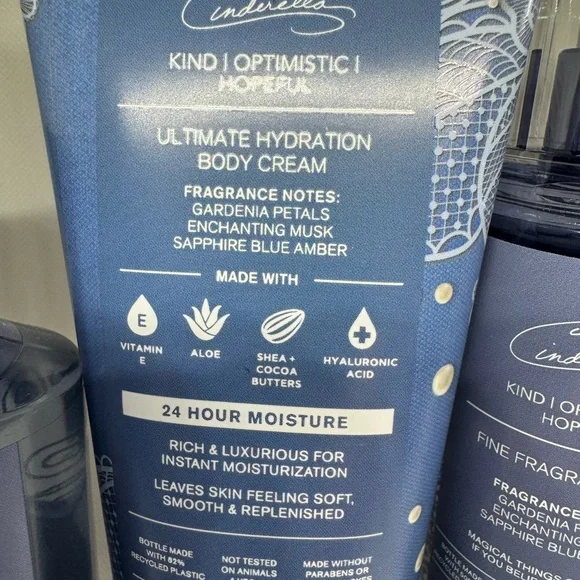 Cinderella
KIND | OPTIMISTIC |
HOPEFUL
ULTIMATE HYDRATION
BODY CREAM
FRAGRANCE NOTES:
GARDENIA PETALS
ENCHANTING MUSK
SAPPHIRE BLUE AMBER
MADE WITH
E
VITAMIN
E
ALOE
SHEA +
COCOA
BUTTERS
HYALURONIC
ACID
24 HOUR MOISTURE
RICH & LUXURIOUS FOR
INSTANT MOISTURIZATION
LEAVES SKIN FEELING SOFT,
SMOOTH & REPLENISHED
BOTTLE MADE
WITH 82%
RECYCLED PLASTIC
NOT TESTED
ON ANIMALS
MADE WITHOUT
PARABENS OR
KIND | OP
HOP
FINE FRAGRA
FRAGRANCE
GARDENIA P
ENCHANTING
SAPPHIRE BLU
MAGICAL THINGS
IF YOU BELIE
BOTTLE MADE